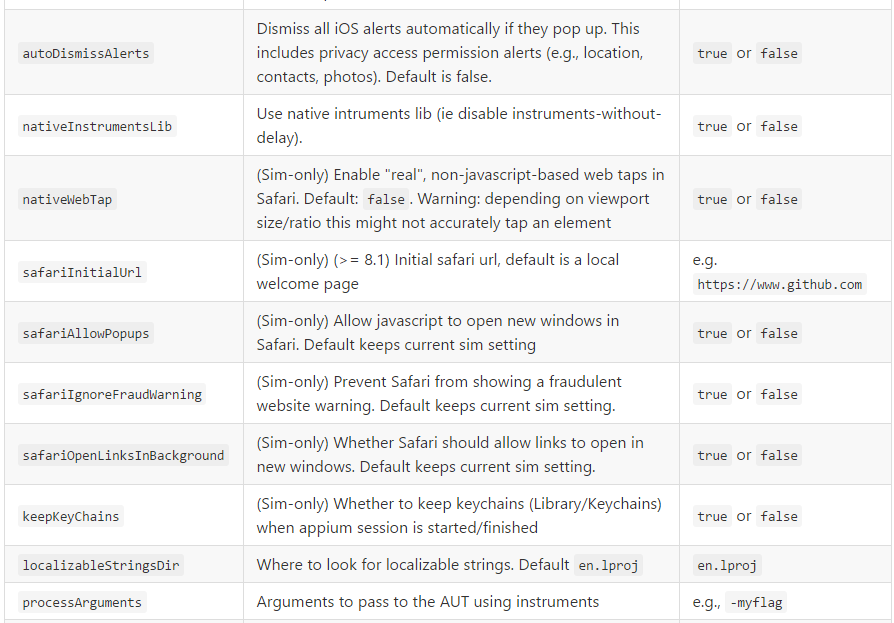 autoDismissAlerts
Dismiss all iOS alerts automatically if they pop up. This
includes privacy access permission alerts (e.g., location,
contacts, photos). Default is false.
true or false
nativeInstrumentsLib
Use native intruments lib (ie disable instruments-without-
delay).
true or false
nativeWebTap
(Sim-only) Enable "real", non-javascript-based web taps in
Safari. Default: false. Warning: depending on viewport
size/ratio this might not accurately tap an element
true or false
safariInitialUrl
(Sim-only) (>= 8.1) Initial safari url, default is a local
welcome page
e.g.
https://www.github.com
safariAllowPopups
(Sim-only) Allow javascript to open new windows in
Safari. Default keeps current sim setting
true or false
safariIgnoreFraudWarning
(Sim-only) Prevent Safari from showing a fraudulent
website warning. Default keeps current sim setting.
true or false
safariOpenLinksInBackground
(Sim-only) Whether Safari should allow links to open in
new windows. Default keeps current sim setting.
true or false
keepKeyChains
(Sim-only) Whether to keep keychains (Library/Keychains)
when appium session is started/finished
true or false
localizableStringsDir
Where to look for localizable strings. Default en.lproj
en.lproj
processArguments
Arguments to pass to the AUT using instruments
e.g., -myflag